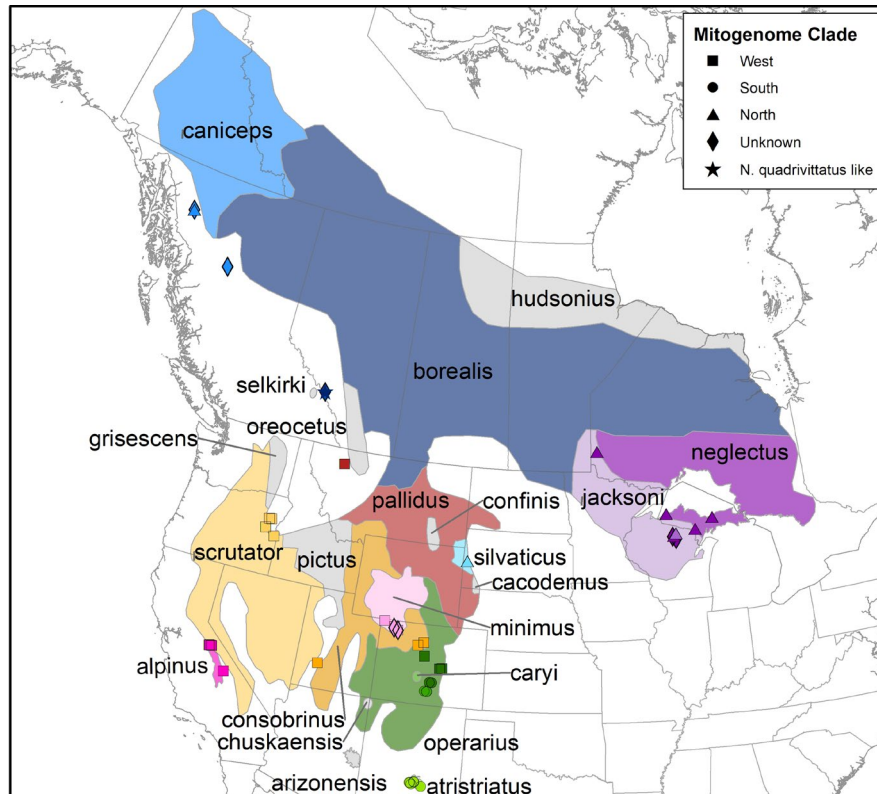 Mitogenome Clade
West
South
North
Unknown
N. quadrivittatus like
caniceps
hudsonius
borealis
selkirki
oreocetus
grisescens
neglectus
jacksoni
pallidus
confinis
scrutator
pictus
silvaticus
cacodemus
minimus
alpinus
caryi
consobrinus
chuskaensis
operarius
arizonensis
atristriatus